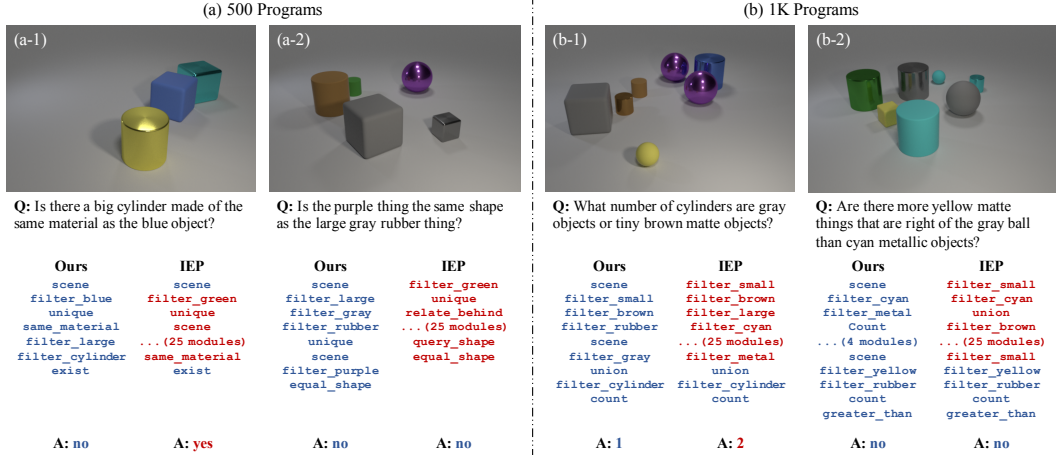 (a) 500 Programs
(b) 1K Programs
(a-1)
(a-2)
(b-1)
(b-2)
Q: Is there a big cylinder made of the
same material as the blue object?
Q: Is the purple thing the same shape
as the large gray rubber thing?
Q: What number of cylinders are gray
objects or tiny brown matte objects?
Q: Are there more yellow matte
things that are right of the gray ball
than cyan metallic objects?
Ours
scene
filter_blue
unique
same_material
filter_large
filter_cylinder
exist
A: no
IEP
scene
filter_green
unique
scene
...(25 modules)
same_material
exist
A: yes
Ours
scene
filter_large
filter_gray
filter_rubber
unique
scene
filter_purple
equal_shape
A: no
IEP
filter_green
unique
relate_behind
...(25 modules)
query_shape
equal_shape
A: no
Ours
scene
filter_small
filter_brown
filter_rubber
scene
filter_gray
union
filter_cylinder
count
A: 1
IEP
filter_small
filter_brown
filter_large
filter_cyan
...(25 modules)
filter_metal
union
filter_cylinder
count
A: 2
Ours
scene
filter_cyan
filter_metal
Count
...(4 modules)
scene
filter_yellow
filter_rubber
count
greater_than
A: no
IEP
filter_small
filter_cyan
union
filter_brown
...(25 modules)
filter_small
filter_yellow
filter_rubber
count
greater_than
A: no